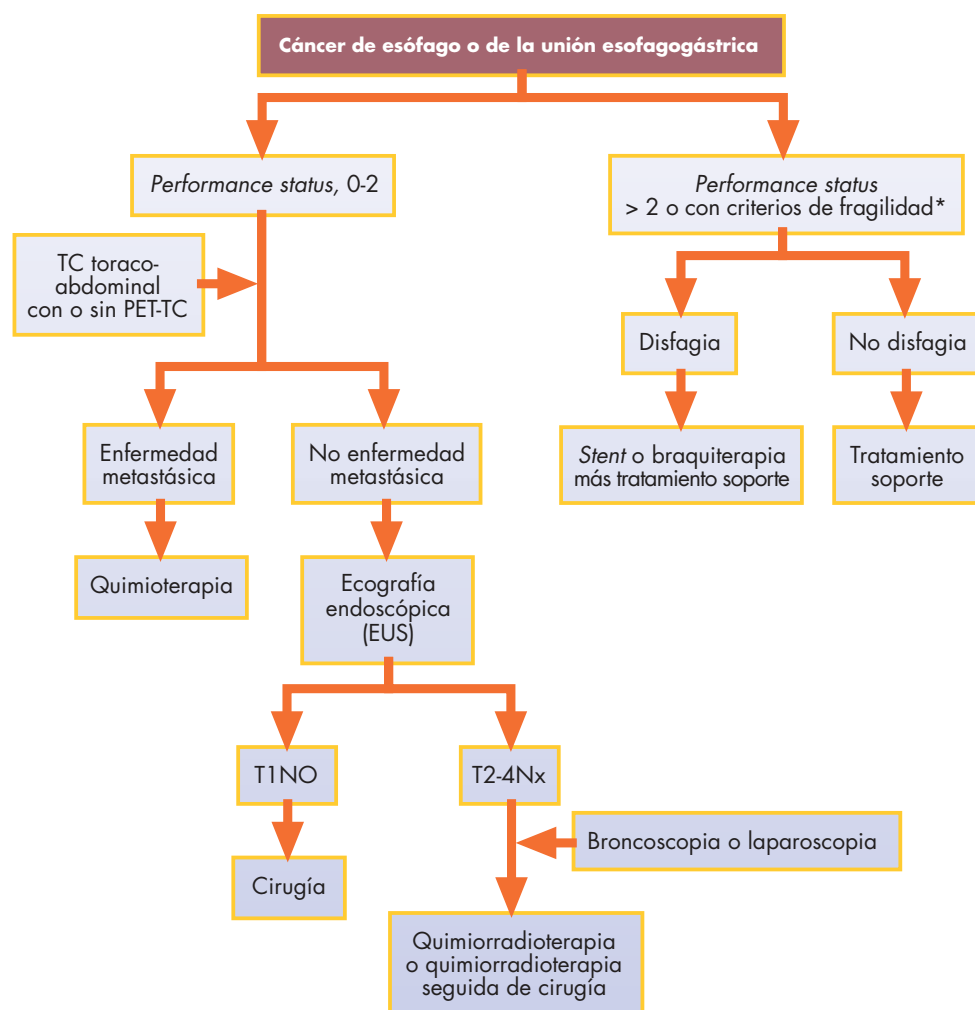 Cáncer de esófago o de la unión esofagogástrica
Performance status, 0-2
Performance status
> 2 o con criterios de fragilidad*
TC toraco-
abdominal
con o sin PET-TC
Disfagia
No disfagia
Enfermedad
metastásica
No enfermedad
metastásica
Stent o braquiterapia
más tratamiento soporte
Tratamiento
soporte
Quimioterapia
Ecografía
endoscópica
(EUS)
T1NO
T2-4Nx
Broncoscopia o laparoscopia
Cirugía
Quimiorradioterapia
o quimiorradioterapia
seguida de cirugía